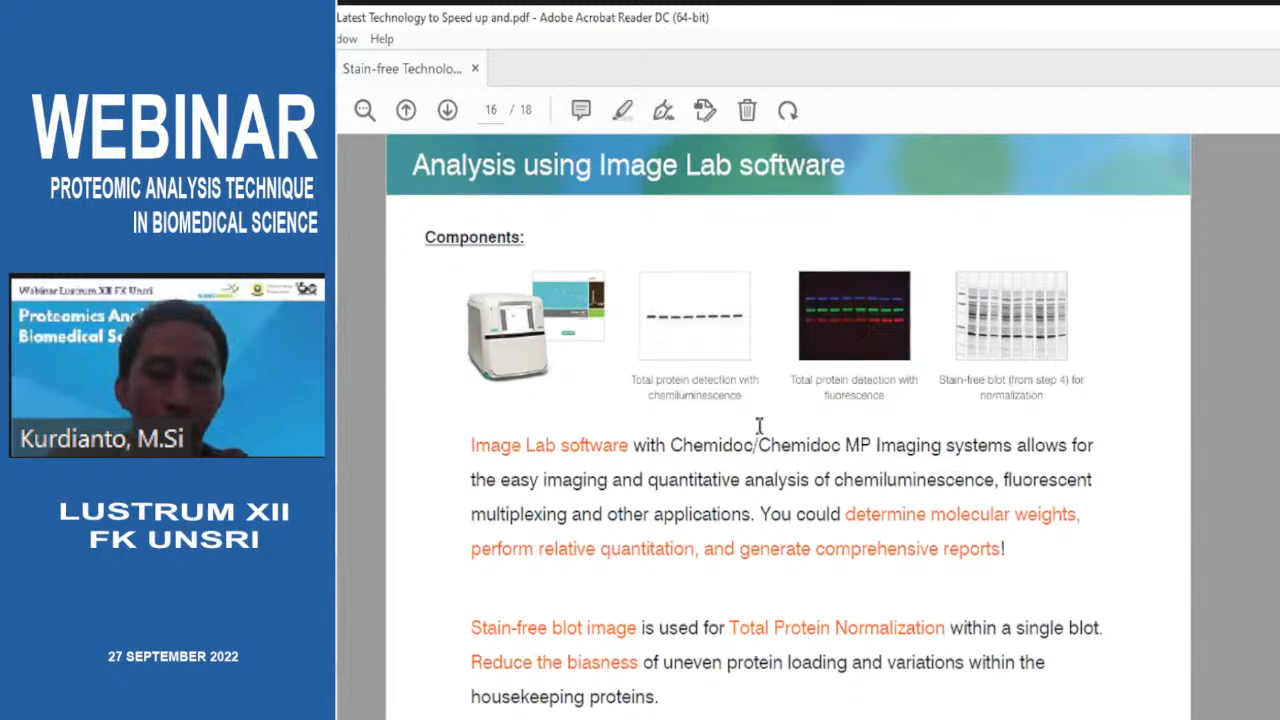 WEBINAR
PROTEOMIC ANALYSIS TECHNIQUE
IN BIOMEDICAL SCIENCE
Webinar Lustrum XII FK Unsri
Proteomics Ana
Biomedical Sc
Kurdianto, M.Si
LUSTRUM XII
FK UNSRI
27 SEPTEMBER 2022
Latest Technology to Speed up and.pdf - Adobe Acrobat Reader DC (64-bit)
dow Help
Stain-free Technolo... ×
16 / 18
Analysis using Image Lab software
Components:
Total protein detection with
chemiluminescence
Total protein detection with
fluorescence
Stain-free blot (from step 4) for
normalization
Image Lab software with Chemidoc/Chemidoc MP Imaging systems allows for
the easy imaging and quantitative analysis of chemiluminescence, fluorescent
multiplexing and other applications. You could determine molecular weights,
perform relative quantitation, and generate comprehensive reports!
Stain-free blot image is used for Total Protein Normalization within a single blot.
Reduce the biasness of uneven protein loading and variations within the
housekeeping proteins.